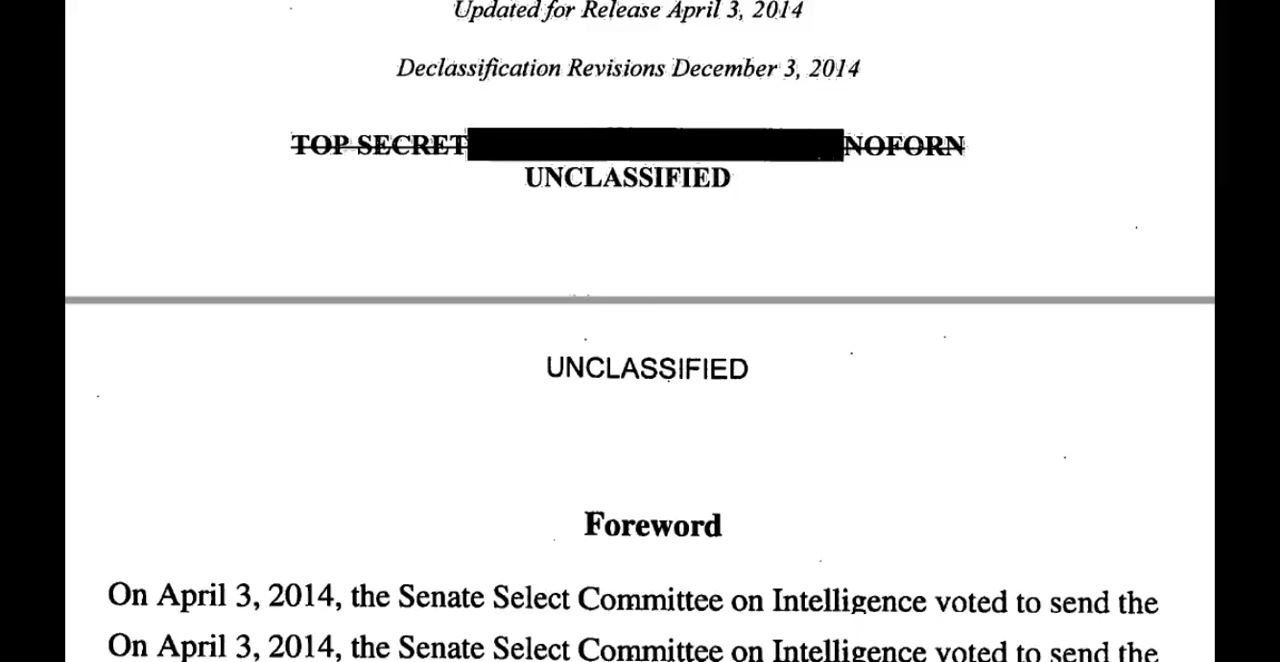 Updated for Release April 3, 2014
Declassification Revisions December 3, 2014
TOP SECRET NOFORN
UNCLASSIFIED
UNCLASSIFIED
Foreword
On April 3, 2014, the Senate Select Committee on Intelligence voted to send the
On April 3, 2014, the Senate Select Committee on Intelligence voted to send the